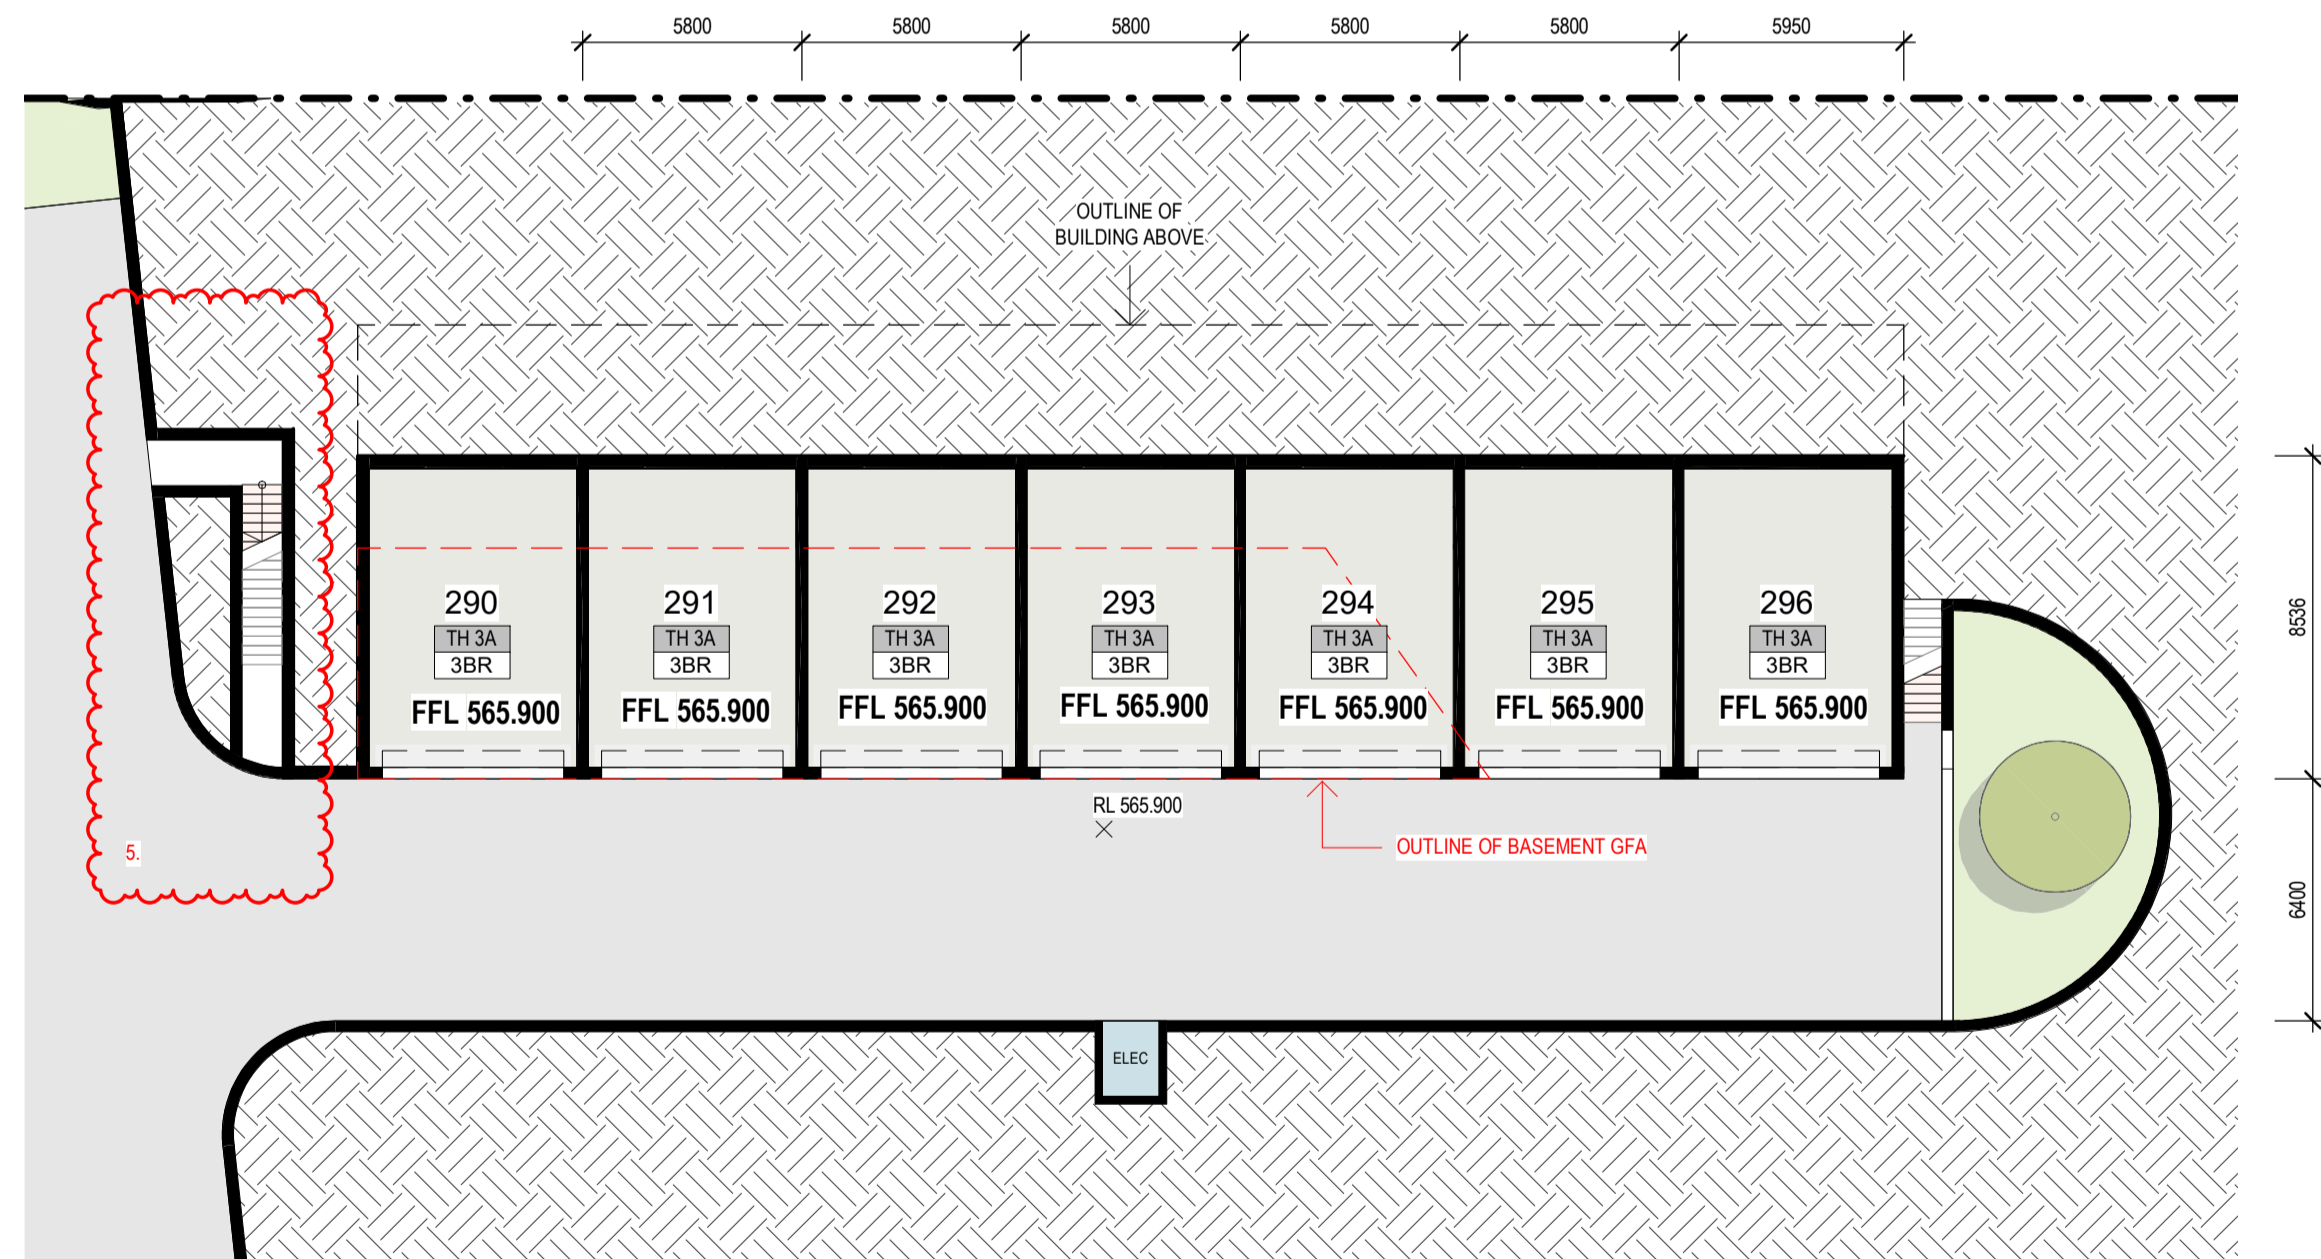 5800 5800 5800 5800 5800 5950
OUTLINE OF
BUILDING ABOVE
290 291 292 293 294 295 296
TH 3A TH 3A TH 3A TH 3A TH 3A TH 3A TH 3A
3BR 3BR 3BR 3BR 3BR 3BR 3BR
FFL 565.900 FFL 565.900 FFL 565.900 FFL 565.900 FFL 565.900 FFL 565.900 FFL 565.900
8536
RL 565.900
OUTLINE OF BASEMENT GFA
5.
6400
ELEC